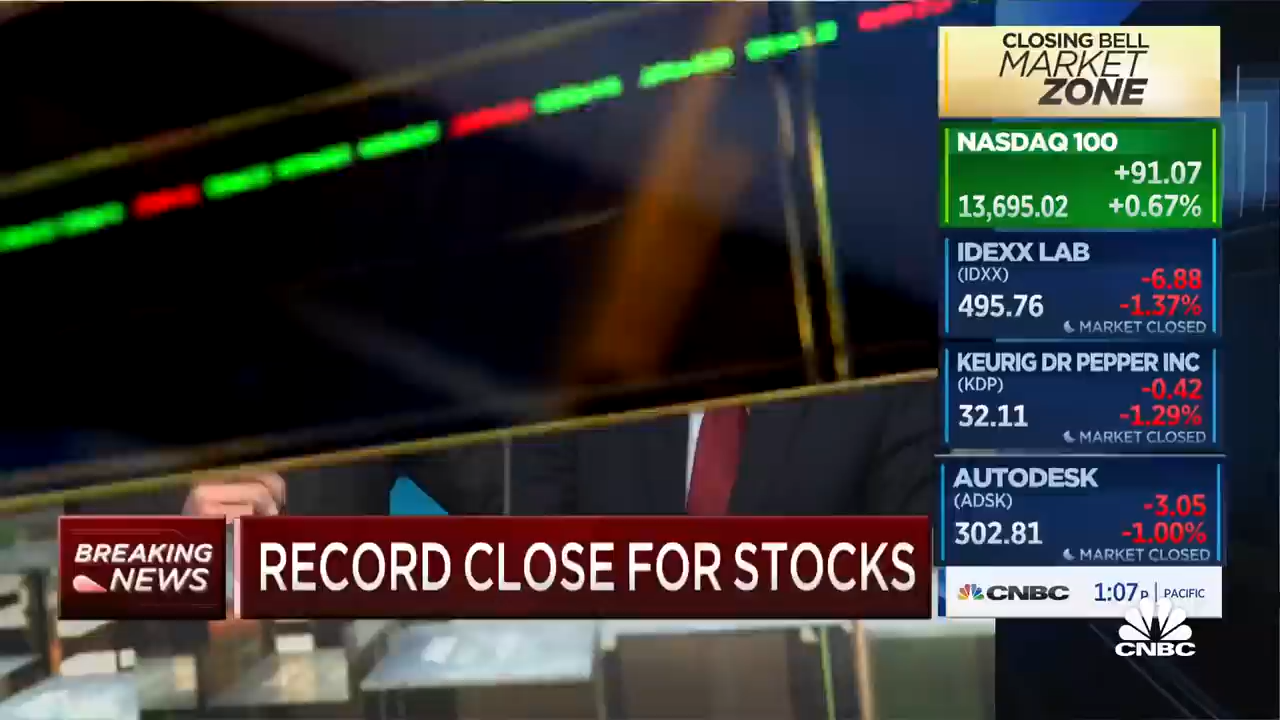 CLOSING BELL
MARKET
ZONE
NASDAQ 100
+91.07
13,695.02 +0.67%
IDEXX LAB
(IDXX) -6.88
495.76 -1.37%
MARKET CLOSED
KEURIG DR PEPPER INC
(KDP) -0.42
32.11 -1.29%
MARKET CLOSED
AUTODESK
(ADSK) -3.05
302.81 -1.00%
MARKET CLOSED
BREAKING
NEWS
RECORD CLOSE FOR STOCKS
CNBC 1:07P PACIFIC
CNBC